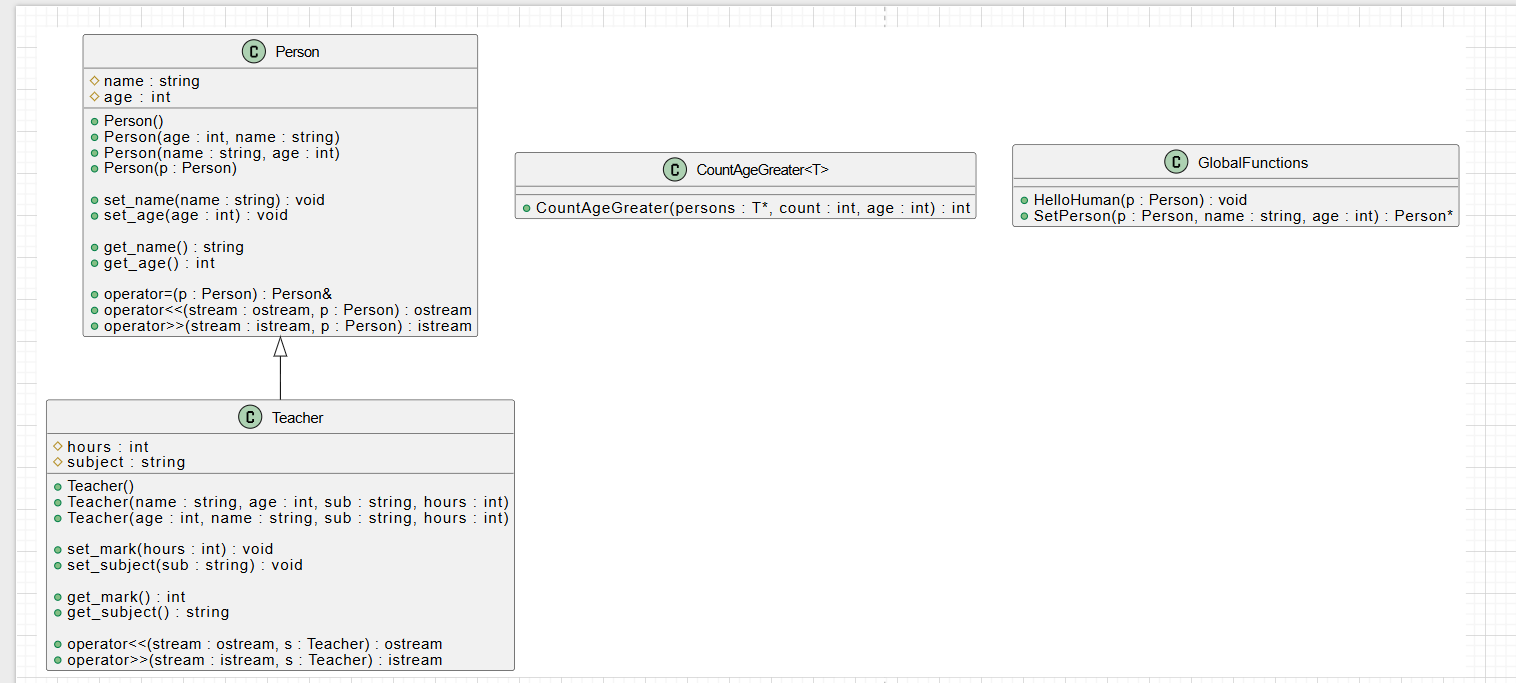 C Person
name : string
age : int
Person()
Person(age : int, name : string)
Person(name : string, age : int)
Person(p : Person)
set_name(name : string) : void
set_age(age : int) : void
get_name() : string
get_age() : int
operator=(p : Person) : Person&
operator<<(stream : ostream, p : Person) : ostream
operator>>(stream : istream, p : Person) : istream
C CountAgeGreater<T>
CountAgeGreater(persons : T*, count : int, age : int) : int
C GlobalFunctions
HelloHuman(p : Person) : void
SetPerson(p : Person, name : string, age : int) : Person*
C Teacher
hours : int
subject : string
Teacher()
Teacher(name : string, age : int, sub : string, hours : int)
Teacher(age : int, name : string, sub : string, hours : int)
set_mark(hours : int) : void
set_subject(sub : string) : void
get_mark() : int
get_subject() : string
operator<<(stream : ostream, s : Teacher) : ostream
operator>>(stream : istream, s : Teacher) : istream